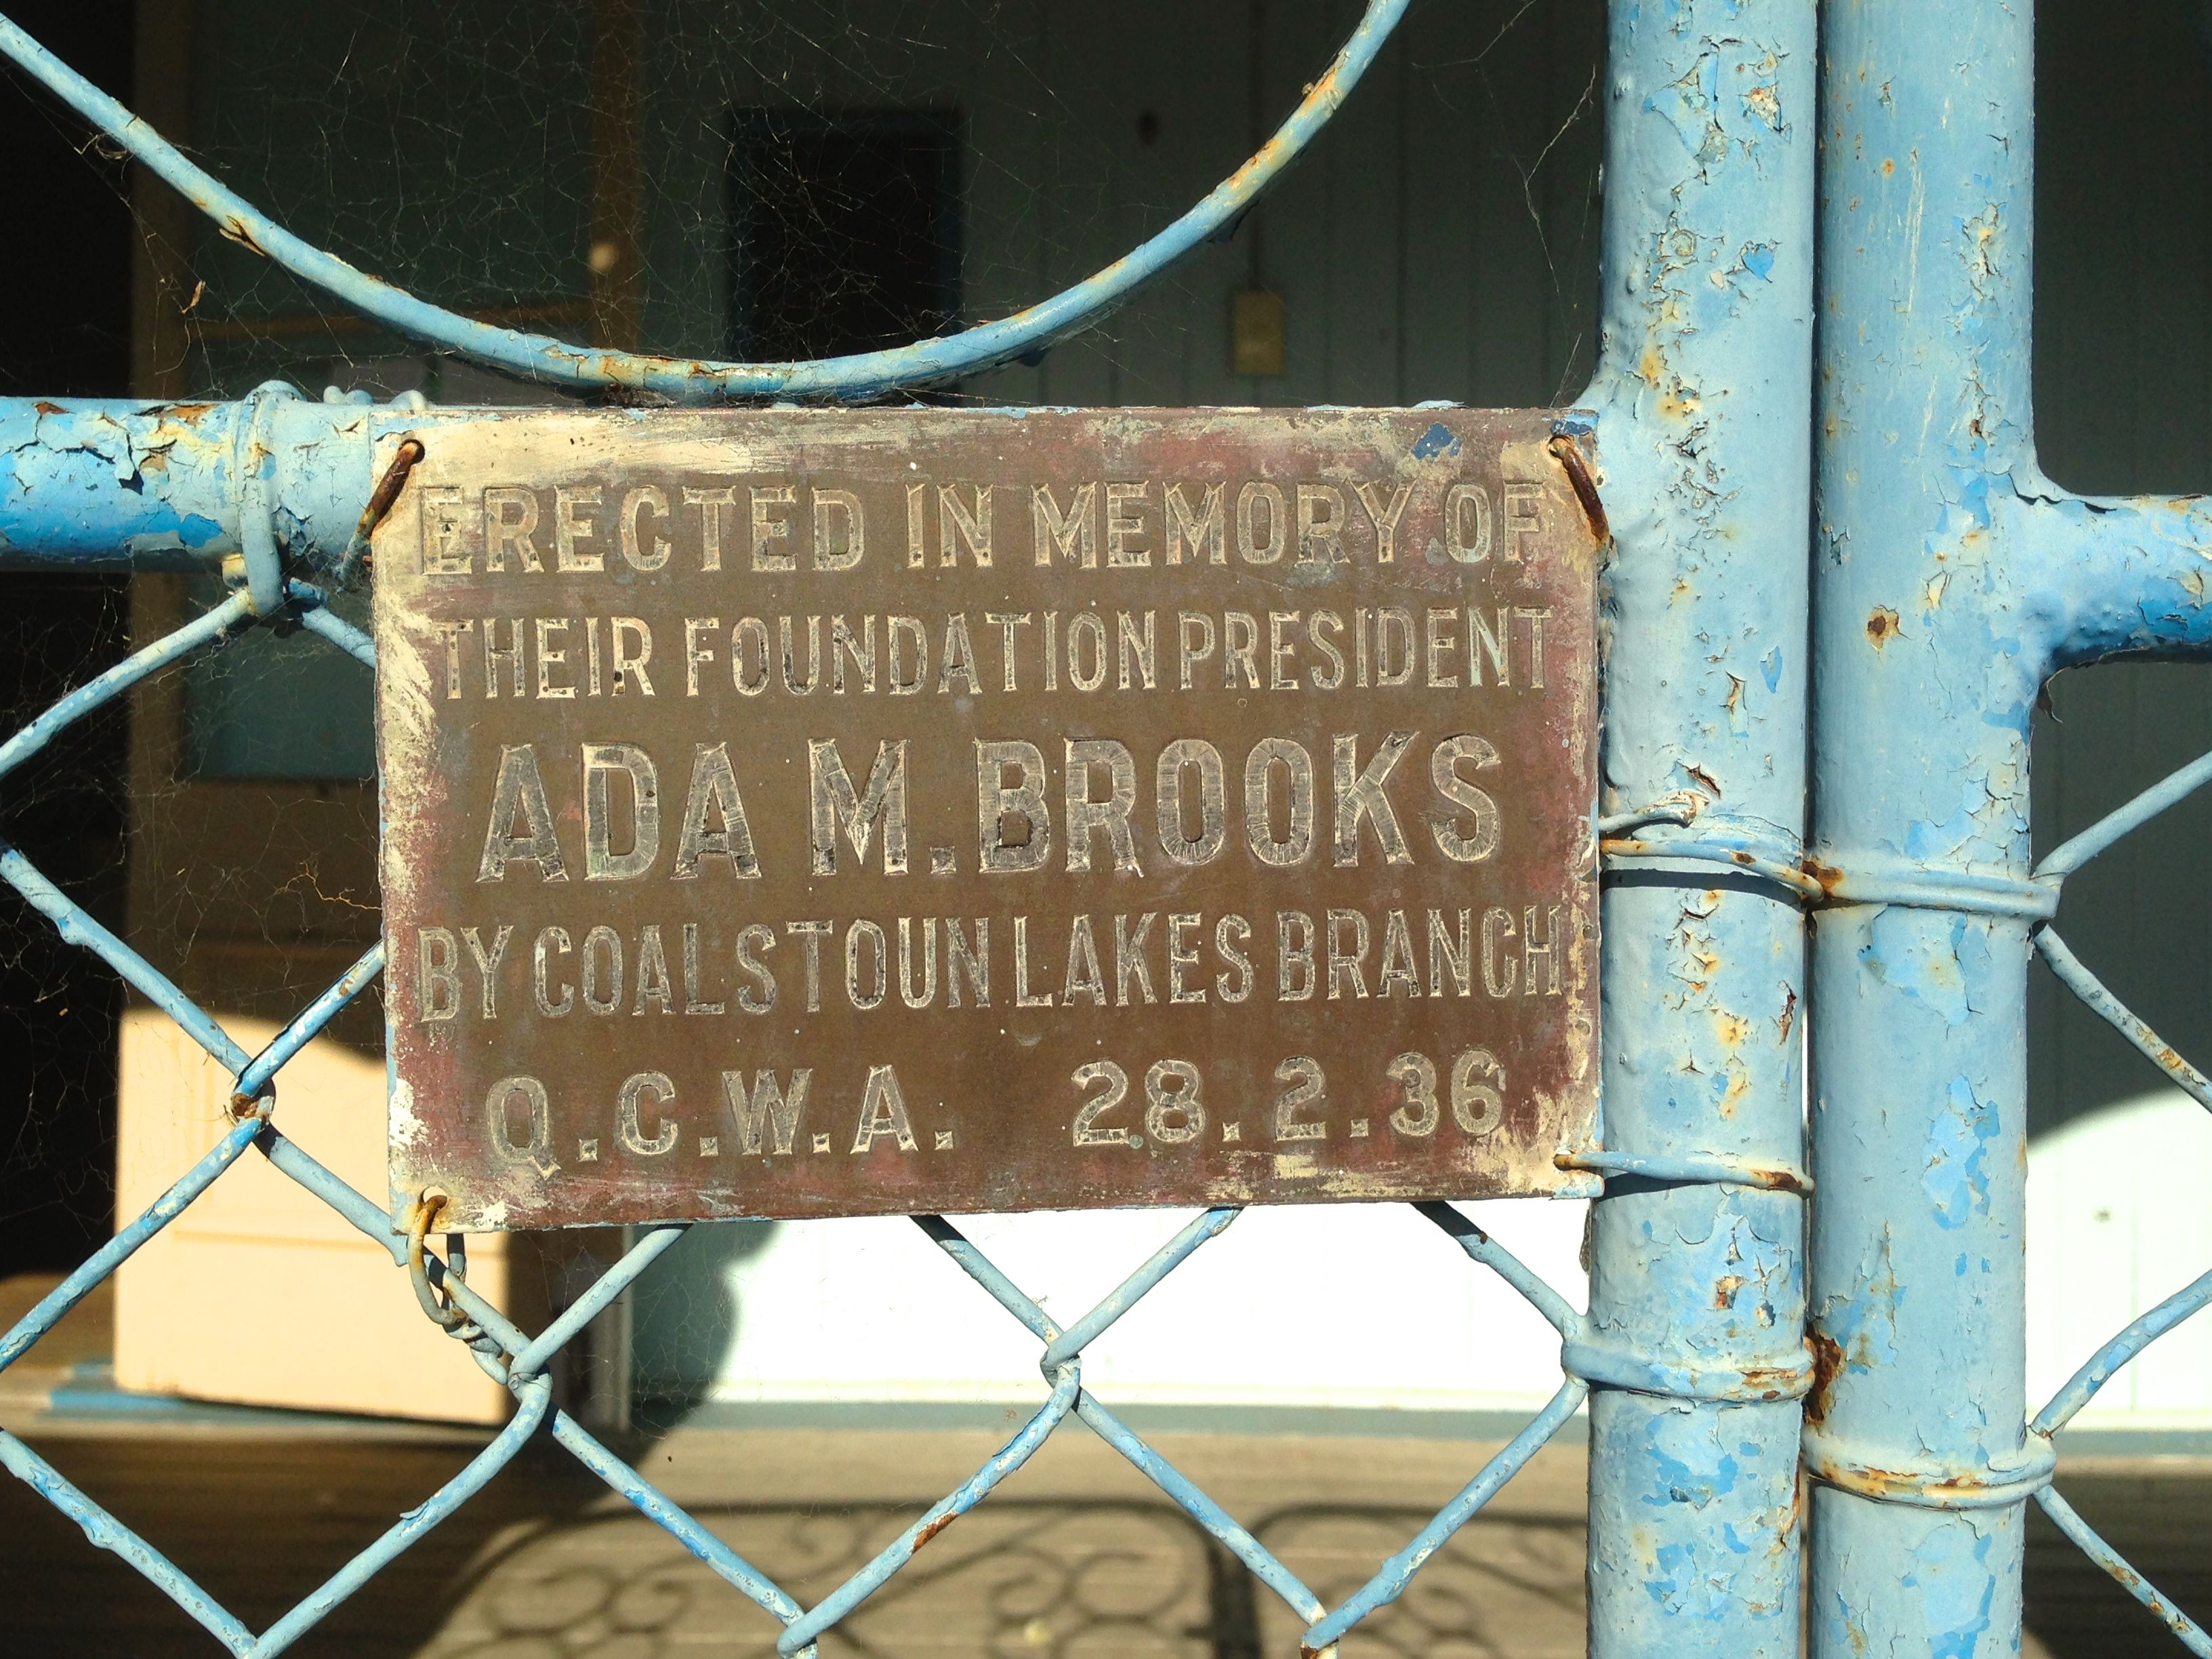 ERECTED IN MEMORY OF
THEIR FOUNDATION PRESIDENT
ADA M. BROOKS
BY COALSTOUN LAKES BRANCH
Q.C.W.A. 28.2.36